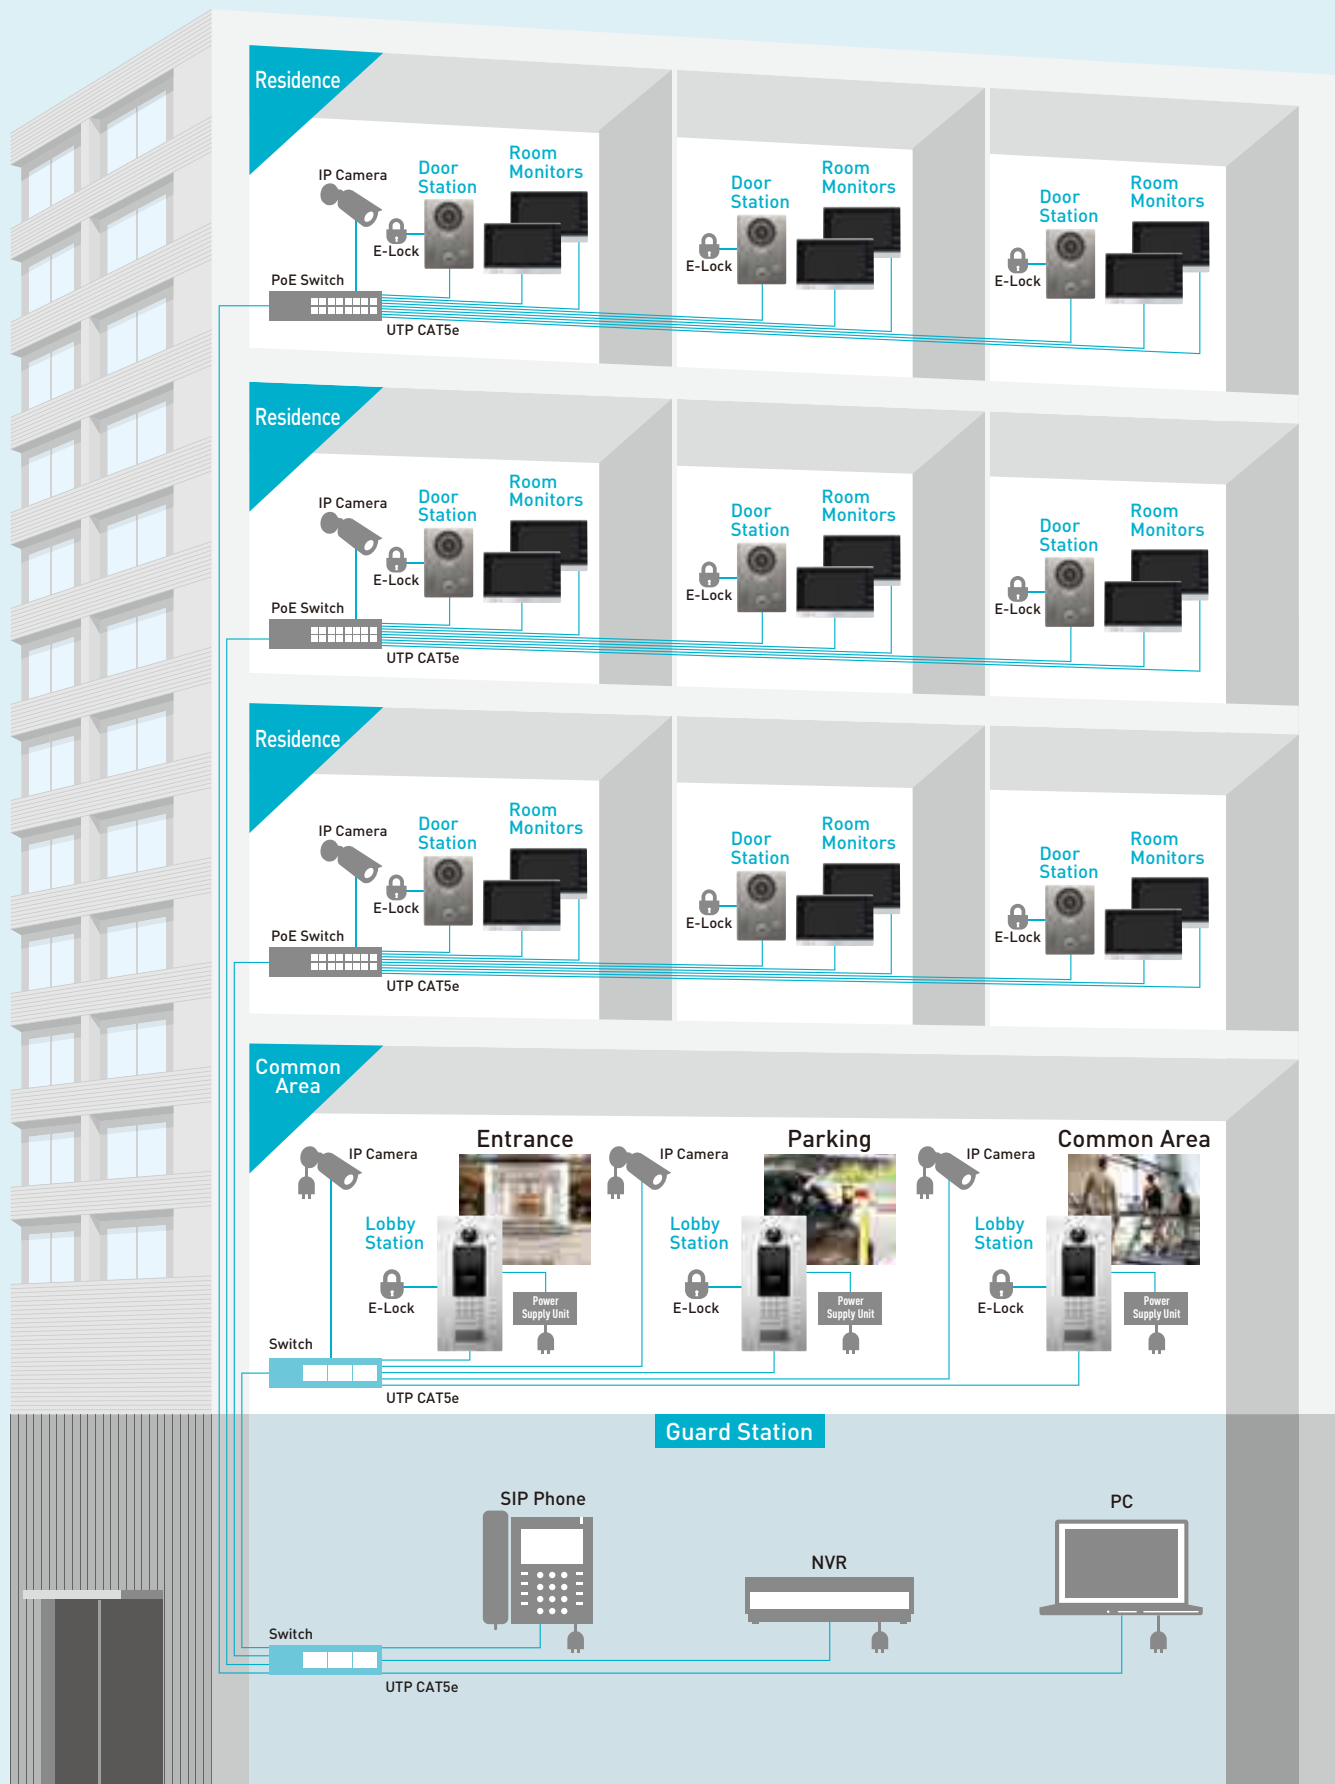 Residence
IP Camera
Door
Station
Room
Monitors
E-Lock
PoE Switch
UTP CAT5e
Door
Station
Room
Monitors
E-Lock
Door
Station
Room
Monitors
E-Lock
Residence
IP Camera
Door
Station
Room
Monitors
E-Lock
PoE Switch
UTP CAT5e
Door
Station
Room
Monitors
E-Lock
Door
Station
Room
Monitors
E-Lock
Residence
IP Camera
Door
Station
Room
Monitors
E-Lock
PoE Switch
UTP CAT5e
Door
Station
Room
Monitors
E-Lock
Door
Station
Room
Monitors
E-Lock
Common
Area
Entrance
IP Camera
Lobby
Station
E-Lock
Power
Supply Unit
Parking
IP Camera
Lobby
Station
E-Lock
Power
Supply Unit
Common Area
IP Camera
Lobby
Station
E-Lock
Power
Supply Unit
Switch
UTP CAT5e
Guard Station
SIP Phone
NVR
PC
Switch
UTP CAT5e